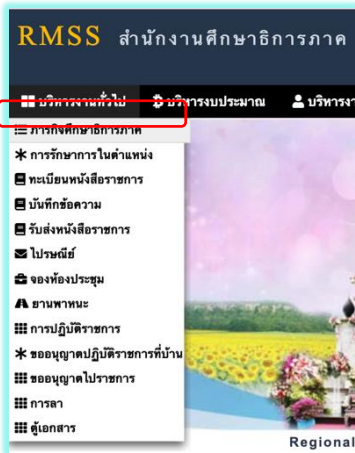 RMSS สำนักงานศึกษาธิการภาค
บริหารงานทั่วไป บริหารงบประมาณ บริหารงา
ภารกิจศึกษาธิการภาค
การรักษาการในตำแหน่ง
ทะเบียนหนังสือราชการ
บันทึกข้อความ
รับส่งหนังสือราชการ
ไปรษณีย์
จองห้องประชุม
ยานพาหนะ
การปฏิบัติราชการ
ขออนุญาตปฏิบัติราชการที่บ้าน
ขออนุญาตไปราชการ
การลา
ตู้เอกสาร
Regional